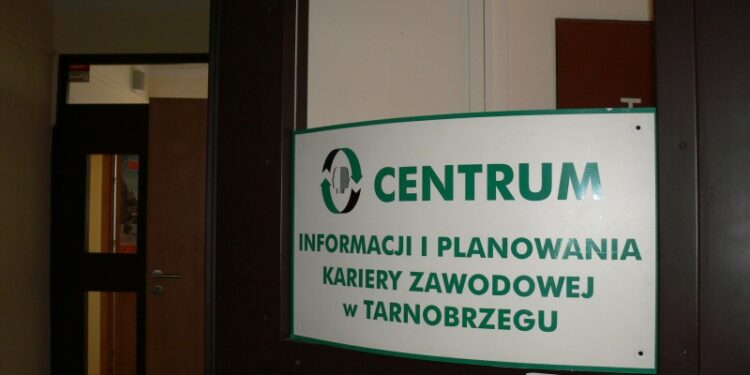 CENTRUM
INFORMACJI I PLANOWANIA
KARIERY ZAWODOWEJ
w TARNOBRZEGU